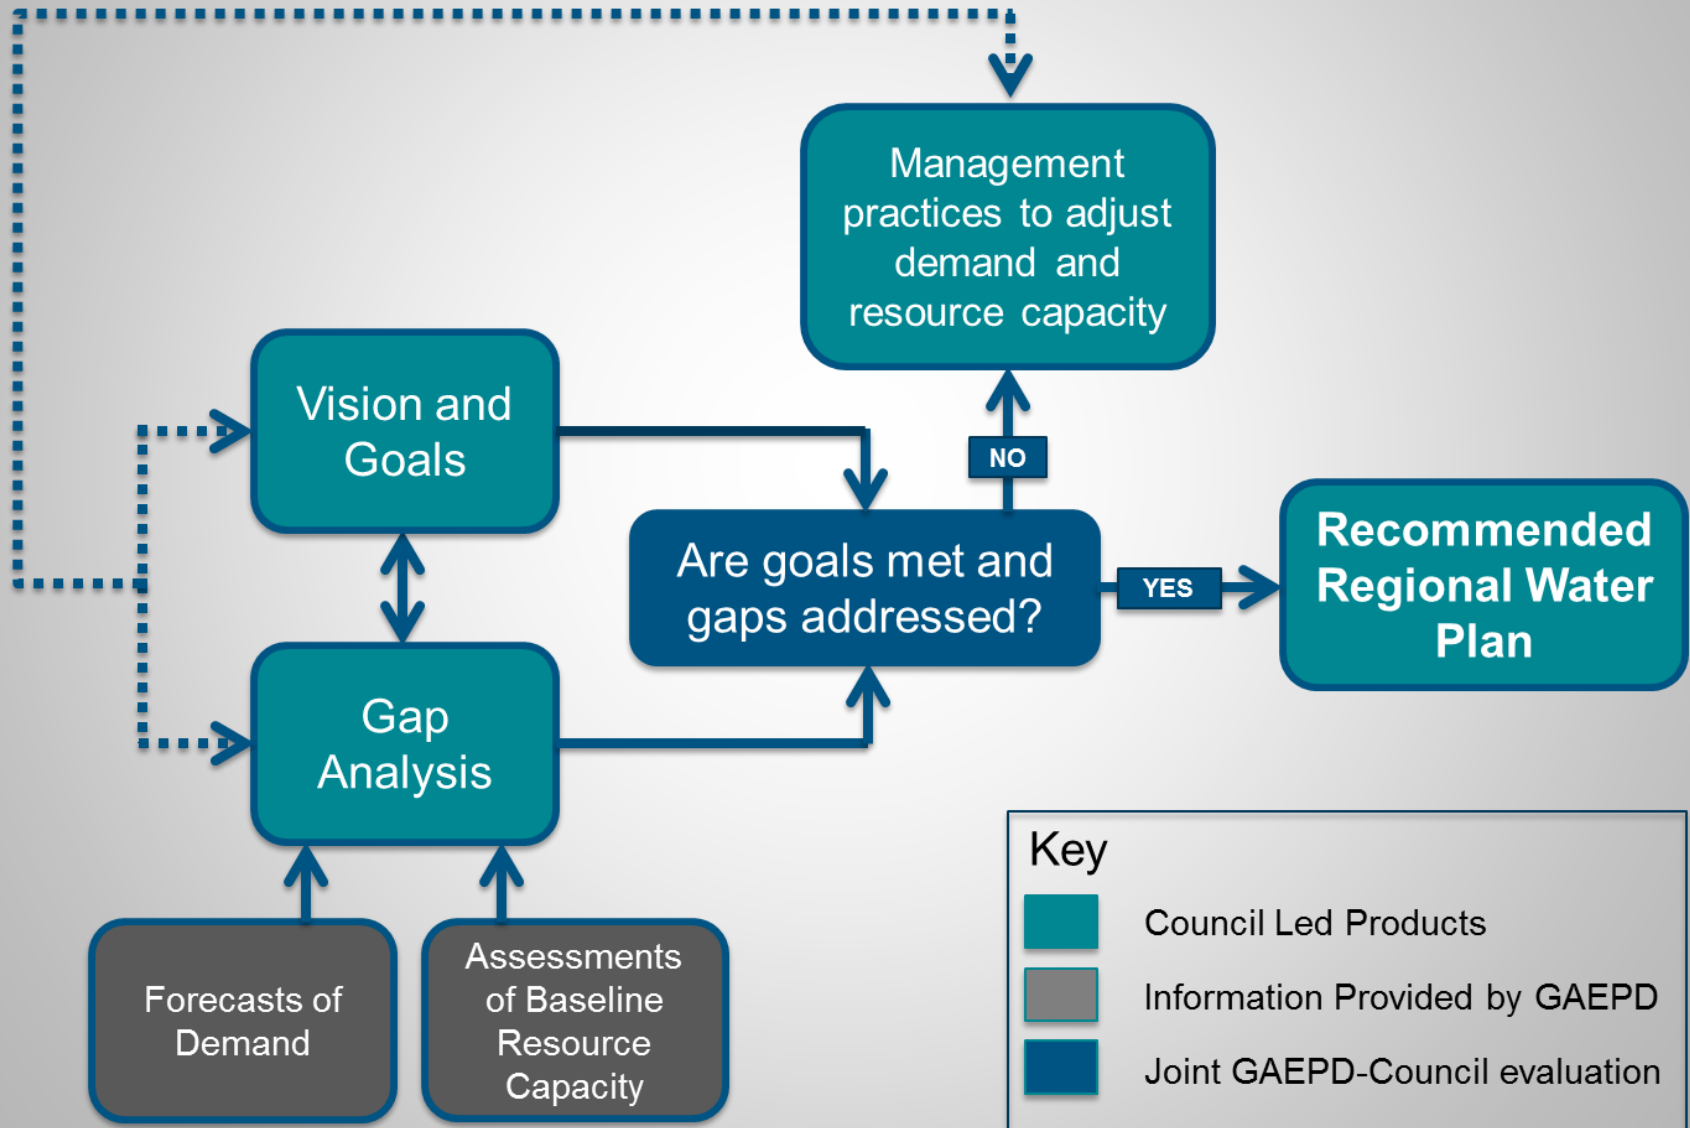 Management
practices to adjust
demand and
resource capacity
Vision and
Goals
NO
Are goals met and
gaps addressed?
YES
Recommended
Regional Water
Plan
Gap
Analysis
Forecasts of
Demand
Assessments
of Baseline
Resource
Capacity
Key
Council Led Products
Information Provided by GAEPD
Joint GAEPD-Council evaluation